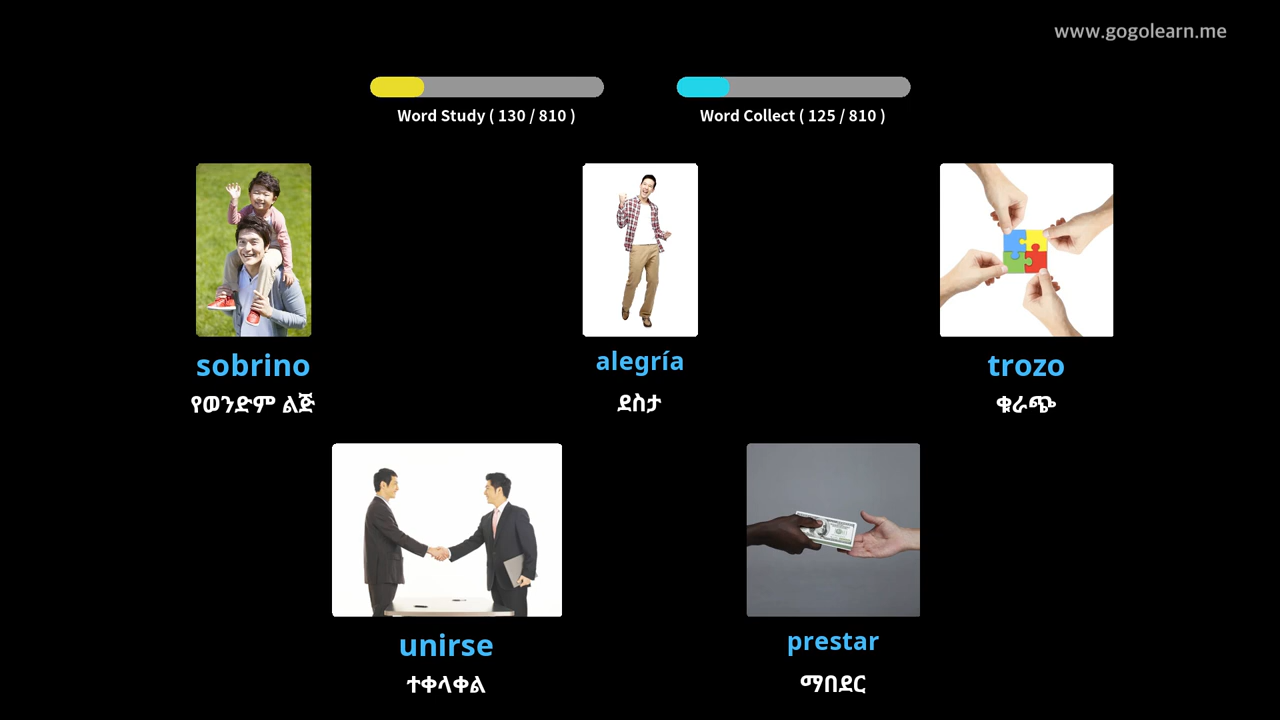 www.gogolearn.me
Word Study ( 130 / 810 )
Word Collect ( 125 / 810 )
sobrino
የወንድም ልጅ
alegría
ደስታ
trozo
ቁራጭ
unirse
ተቀላቀል
prestar
ማበደር